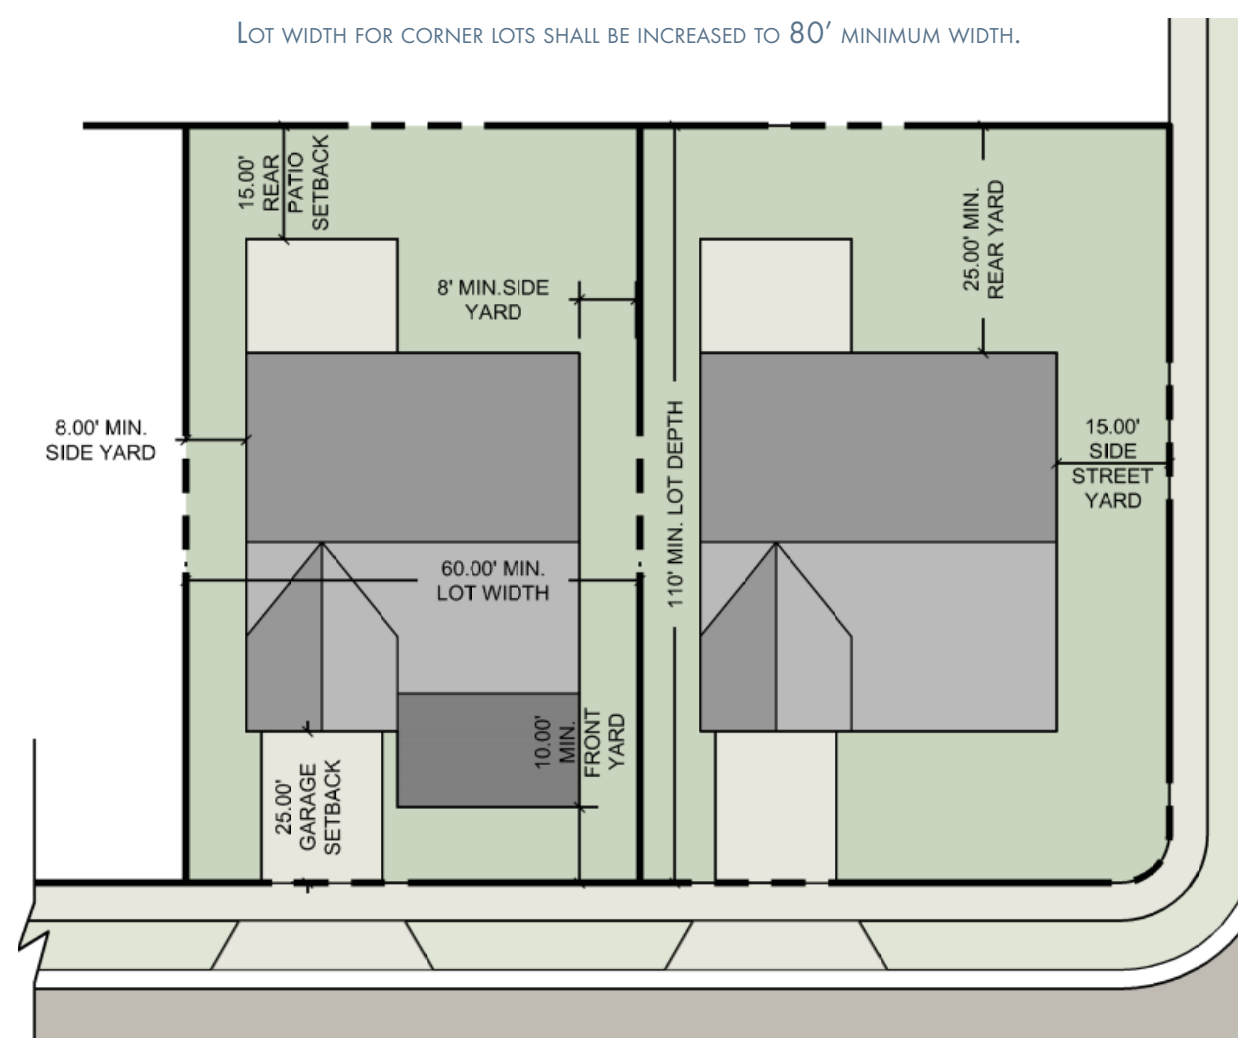 LOT WIDTH FOR CORNER LOTS SHALL BE INCREASED TO 80' MINIMUM WIDTH.
15.00'
REAR
PATIO
SETBACK
25.00' MIN.
REAR YARD
8' MIN.SIDE
YARD
8.00' MIN.
SIDE YARD
15.00'
SIDE
STREET
YARD
110' MIN. LOT DEPTH
60.00' MIN.
LOT WIDTH
10.00'
MIN.
FRONT
YARD
25.00'
GARAGE
SETBACK